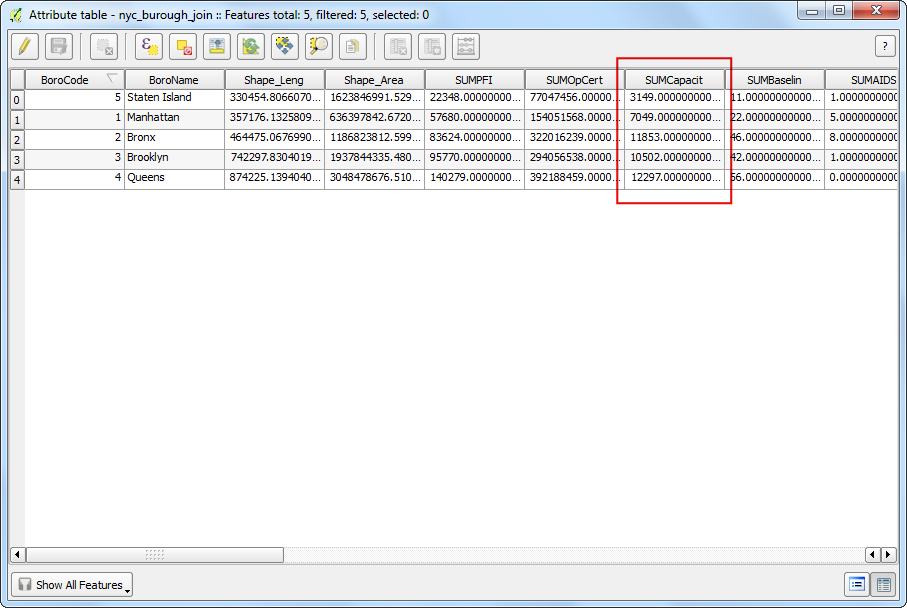 Attribute table - nyc_burough_join :: Features total: 5, filtered: 5, selected: 0
ε
?
BoroCode BoroName Shape_Leng Shape_Area SUMPFI SUMOpCert SUMCapacit SUMBaselin SUMAIDS
0 5 Staten Island 330454.8066070... 1623846991.529... 22348.00000000... 77047456.00000... 3149.000000000... 11.00000000000... 1.0000000000
1 1 Manhattan 357176.1325809... 636397842.6720... 57680.00000000... 154051568.0000... 7049.000000000... 22.00000000000... 5.0000000000
2 2 Bronx 464475.0676990... 1186823812.599... 83624.00000000... 322016239.0000... 11853.00000000... 46.00000000000... 8.0000000000
3 3 Brooklyn 742297.8304019... 1937844335.480... 95770.00000000... 294056538.0000... 10502.00000000... 42.00000000000... 1.0000000000
4 4 Queens 874225.1394040... 3048478676.510... 140279.0000000... 392188459.0000... 12297.00000000... 56.00000000000... 0.0000000000
Show All Features